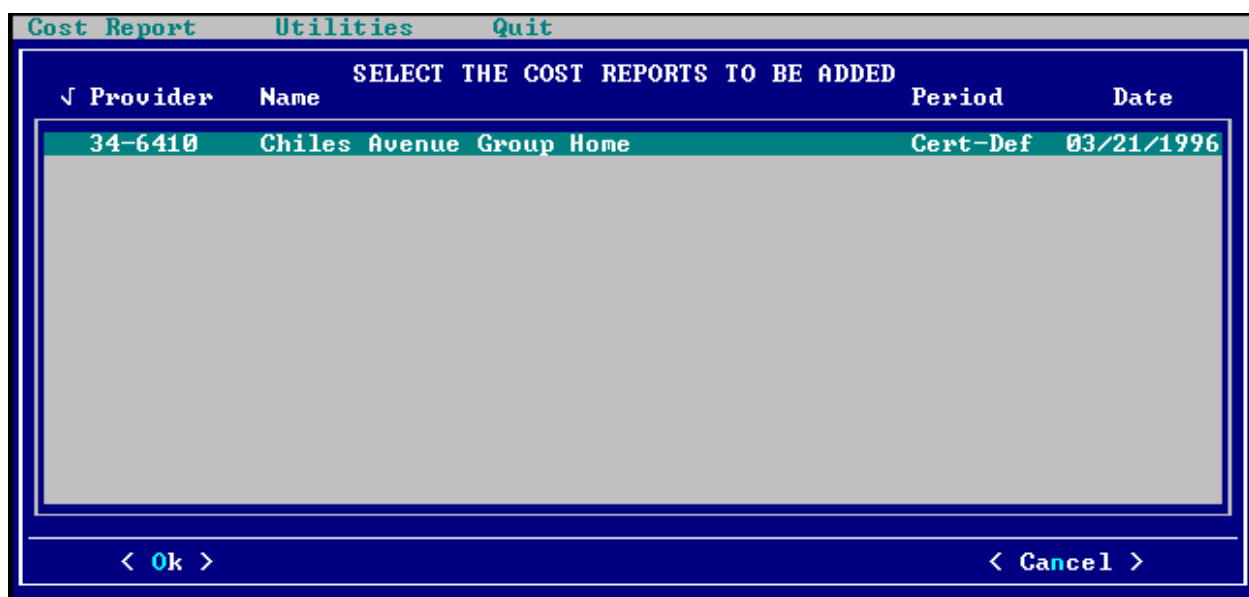 Cost Report Utilities Quit
SELECT THE COST REPORTS TO BE ADDED
√ Provider Name Period Date
34-6410 Chiles Avenue Group Home Cert-Def 03/21/1996
< Ok > < Cancel >